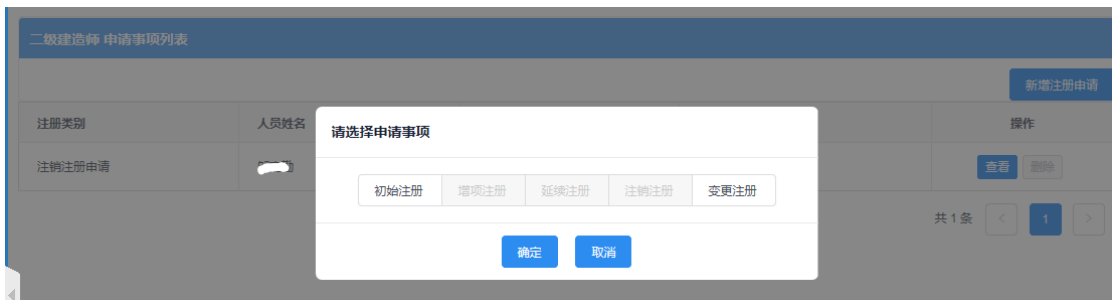 二级建造师 申请事项列表
新增注册申请
注册类别 人员姓名 操作
注销注册申请 查看 删除
共 1 条 < 1 >
请选择申请事项
初始注册 增项注册 延续注册 注销注册 变更注册
确定 取消